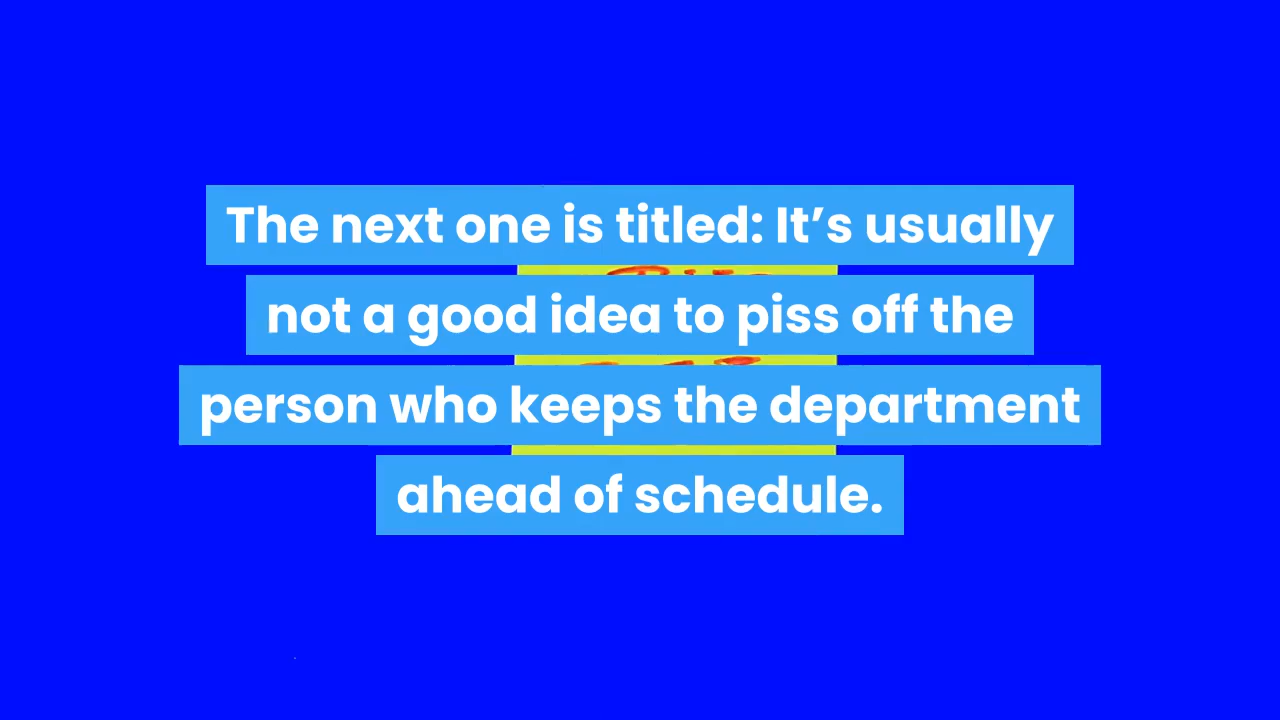 The next one is titled: It’s usually
not a good idea to piss off the
person who keeps the department
ahead of schedule.